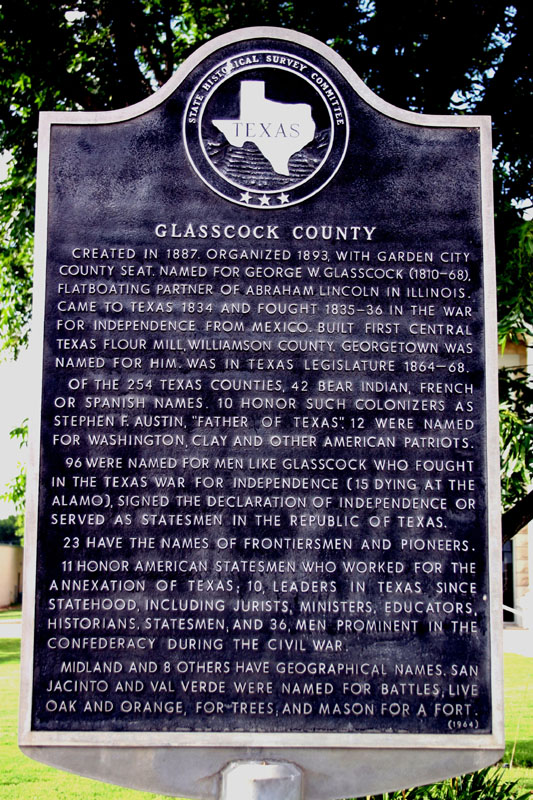 STATE HISTORICAL SURVEY COMMITTEE
TEXAS
GLASSCOCK COUNTY
CREATED IN 1887. ORGANIZED 1893, WITH GARDEN CITY
COUNTY SEAT. NAMED FOR GEORGE W. GLASSCOCK (1810-68),
FLATBOATING PARTNER OF ABRAHAM LINCOLN IN ILLINOIS.
CAME TO TEXAS 1834 AND FOUGHT 1835-36 IN THE WAR
FOR INDEPENDENCE FROM MEXICO. BUILT FIRST CENTRAL
TEXAS FLOUR MILL, WILLIAMSON COUNTY. GEORGETOWN WAS
NAMED FOR HIM. WAS IN TEXAS LEGISLATURE 1864-68.
OF THE 254 TEXAS COUNTIES, 42 BEAR INDIAN, FRENCH
OR SPANISH NAMES. 10 HONOR SUCH COLONIZERS AS
STEPHEN F. AUSTIN, "FATHER OF TEXAS". 12 WERE NAMED
FOR WASHINGTON, CLAY AND OTHER AMERICAN PATRIOTS.
96 WERE NAMED FOR MEN LIKE GLASSCOCK WHO FOUGHT
IN THE TEXAS WAR FOR INDEPENDENCE (15 DYING AT THE
ALAMO), SIGNED THE DECLARATION OF INDEPENDENCE OR
SERVED AS STATESMEN IN THE REPUBLIC OF TEXAS.
23 HAVE THE NAMES OF FRONTIERSMEN AND PIONEERS.
11 HONOR AMERICAN STATESMEN WHO WORKED FOR THE
ANNEXATION OF TEXAS; 10, LEADERS IN TEXAS SINCE
STATEHOOD, INCLUDING JURISTS, MINISTERS, EDUCATORS,
HISTORIANS, STATESMEN; AND 36, MEN PROMINENT IN THE
CONFEDERACY DURING THE CIVIL WAR.
MIDLAND AND 8 OTHERS HAVE GEOGRAPHICAL NAMES. SAN
JACINTO AND VAL VERDE WERE NAMED FOR BATTLES; LIVE
OAK AND ORANGE, FOR TREES; AND MASON FOR A FORT.
(1964)